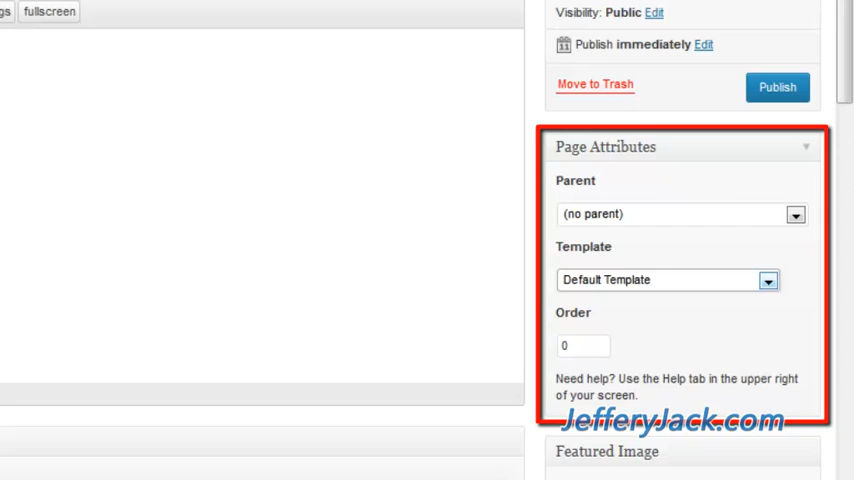 gs
fullscreen
Visibility: Public Edit
11 Publish immediately Edit
Move to Trash
Publish
Page Attributes
Parent
(no parent)
Template
Default Template
Order
0
Need help? Use the Help tab in the upper right
of your screen.
JefferyJack.com
Featured Image